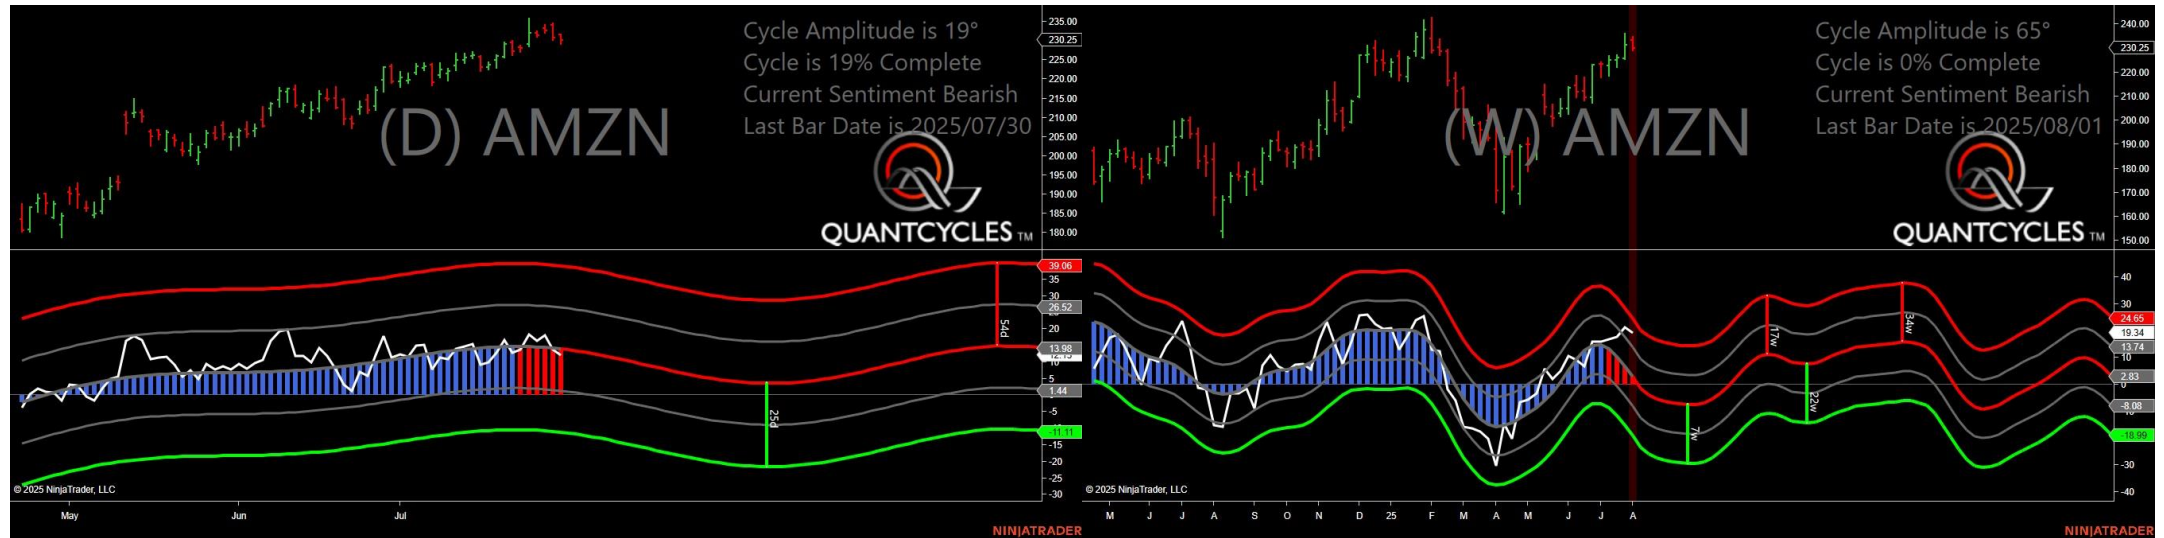 Cycle Amplitude is 19°
Cycle is 19% Complete
Current Sentiment Bearish
Last Bar Date is 2025/07/30
(D) AMZN
QUANTCYCLES TM
235.00
230.25
225.00
220.00
215.00
210.00
205.00
200.00
195.00
190.00
185.00
180.00
39.06
35
30
26.52
20
13.98
5
1.44
-5
-11.11
-15
-20
-25
-30
54d
25d
© 2025 NinjaTrader, LLC
May Jun Jul
NINJATRADER
Cycle Amplitude is 65°
Cycle is 0% Complete
Current Sentiment Bearish
Last Bar Date is 2025/08/01
(W) AMZN
QUANTCYCLES TM
240.00
230.25
220.00
210.00
200.00
190.00
180.00
170.00
160.00
150.00
40
30
24.65
19.34
13.74
10
2.83
0
-8.08
-18.99
-30
-40
17w
34w
22w
7w
© 2025 NinjaTrader, LLC
M J J A S O N D 25 F M A M J J A
NINJATRADER